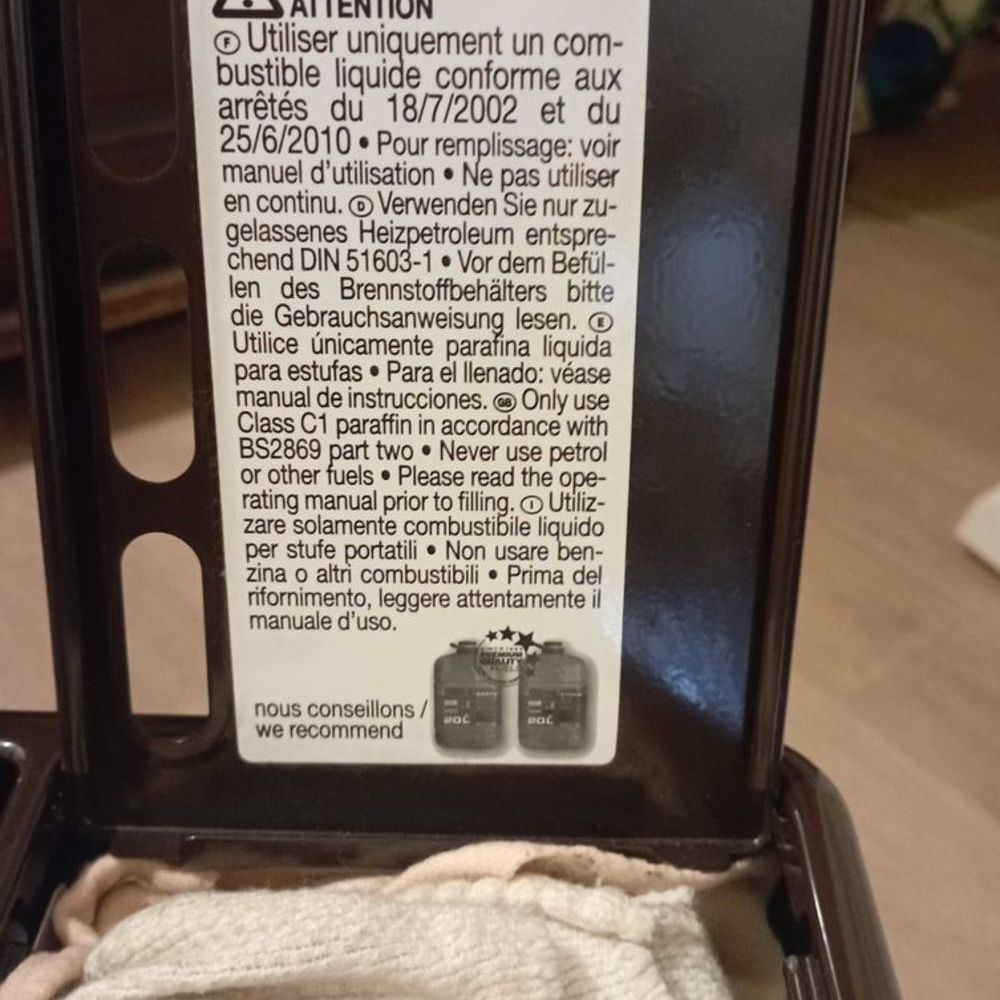 ATTENTION
Ⓕ Utiliser uniquement un com-
bustible liquide conforme aux
arrêtés du 18/7/2002 et du
25/6/2010 • Pour remplissage: voir
manuel d'utilisation • Ne pas utiliser
en continu. Ⓓ Verwenden Sie nur zu-
gelassenes Heizpetroleum entspre-
chend DIN 51603-1 • Vor dem Befül-
len des Brennstoffbehälters bitte
die Gebrauchsanweisung lesen. Ⓔ
Utilice únicamente parafina liquida
para estufas • Para el llenado: véase
manual de instrucciones. GB Only use
Class C1 paraffin in accordance with
BS2869 part two • Never use petrol
or other fuels • Please read the ope-
rating manual prior to filling. Ⓘ Utiliz-
zare solamente combustibile liquido
per stufe portatili • Non usare ben-
zina o altri combustibili • Prima del
rifornimento, leggere attentamente il
manuale d'uso.
PREMIUM
QUALITY
FUELS
nous conseillons /
we recommend